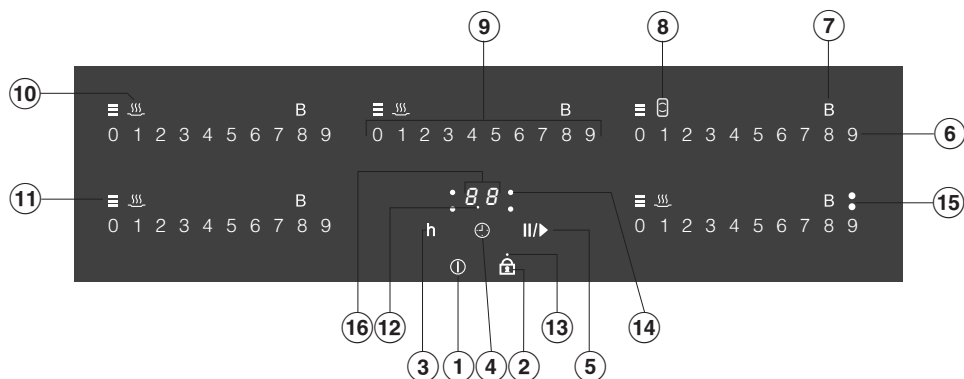 9 8 7
10 B B B
0 1 2 3 4 5 6 7 8 9 0 1 2 3 4 5 6 7 8 9 0 1 2 3 4 5 6 7 8 9 6
11 B 8.8 B 15
0 1 2 3 4 5 6 7 8 9 h II/▶ 0 1 2 3 4 5 6 7 8 9
16 12 13 14
3 1 4 2 5